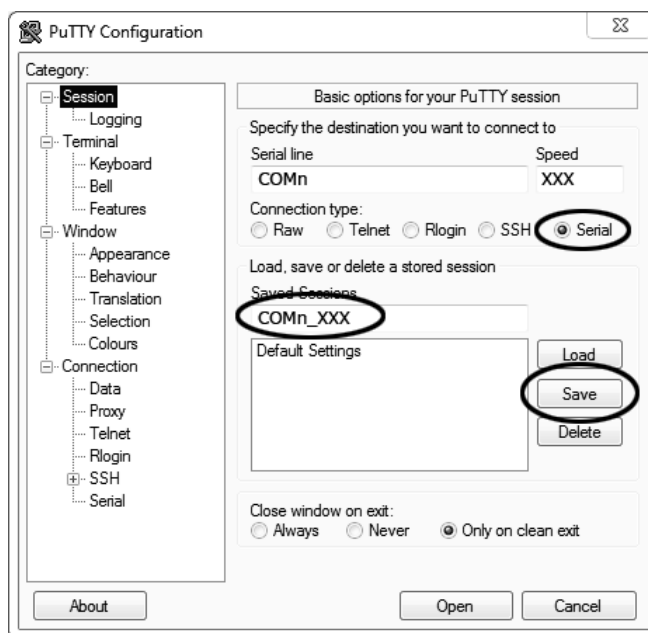 PuTTY Configuration
Category:
Session
Logging
Terminal
Keyboard
Bell
Features
Window
Appearance
Behaviour
Translation
Selection
Colours
Connection
Data
Proxy
Telnet
Rlogin
SSH
Serial
Basic options for your PuTTY session
Specify the destination you want to connect to
Serial line Speed
COMn XXX
Connection type:
Raw Telnet Rlogin SSH Serial
Load, save or delete a stored session
Saved Sessions
COMn_XXX
Default Settings
Load
Save
Delete
Close window on exit:
Always Never Only on clean exit
About Open Cancel